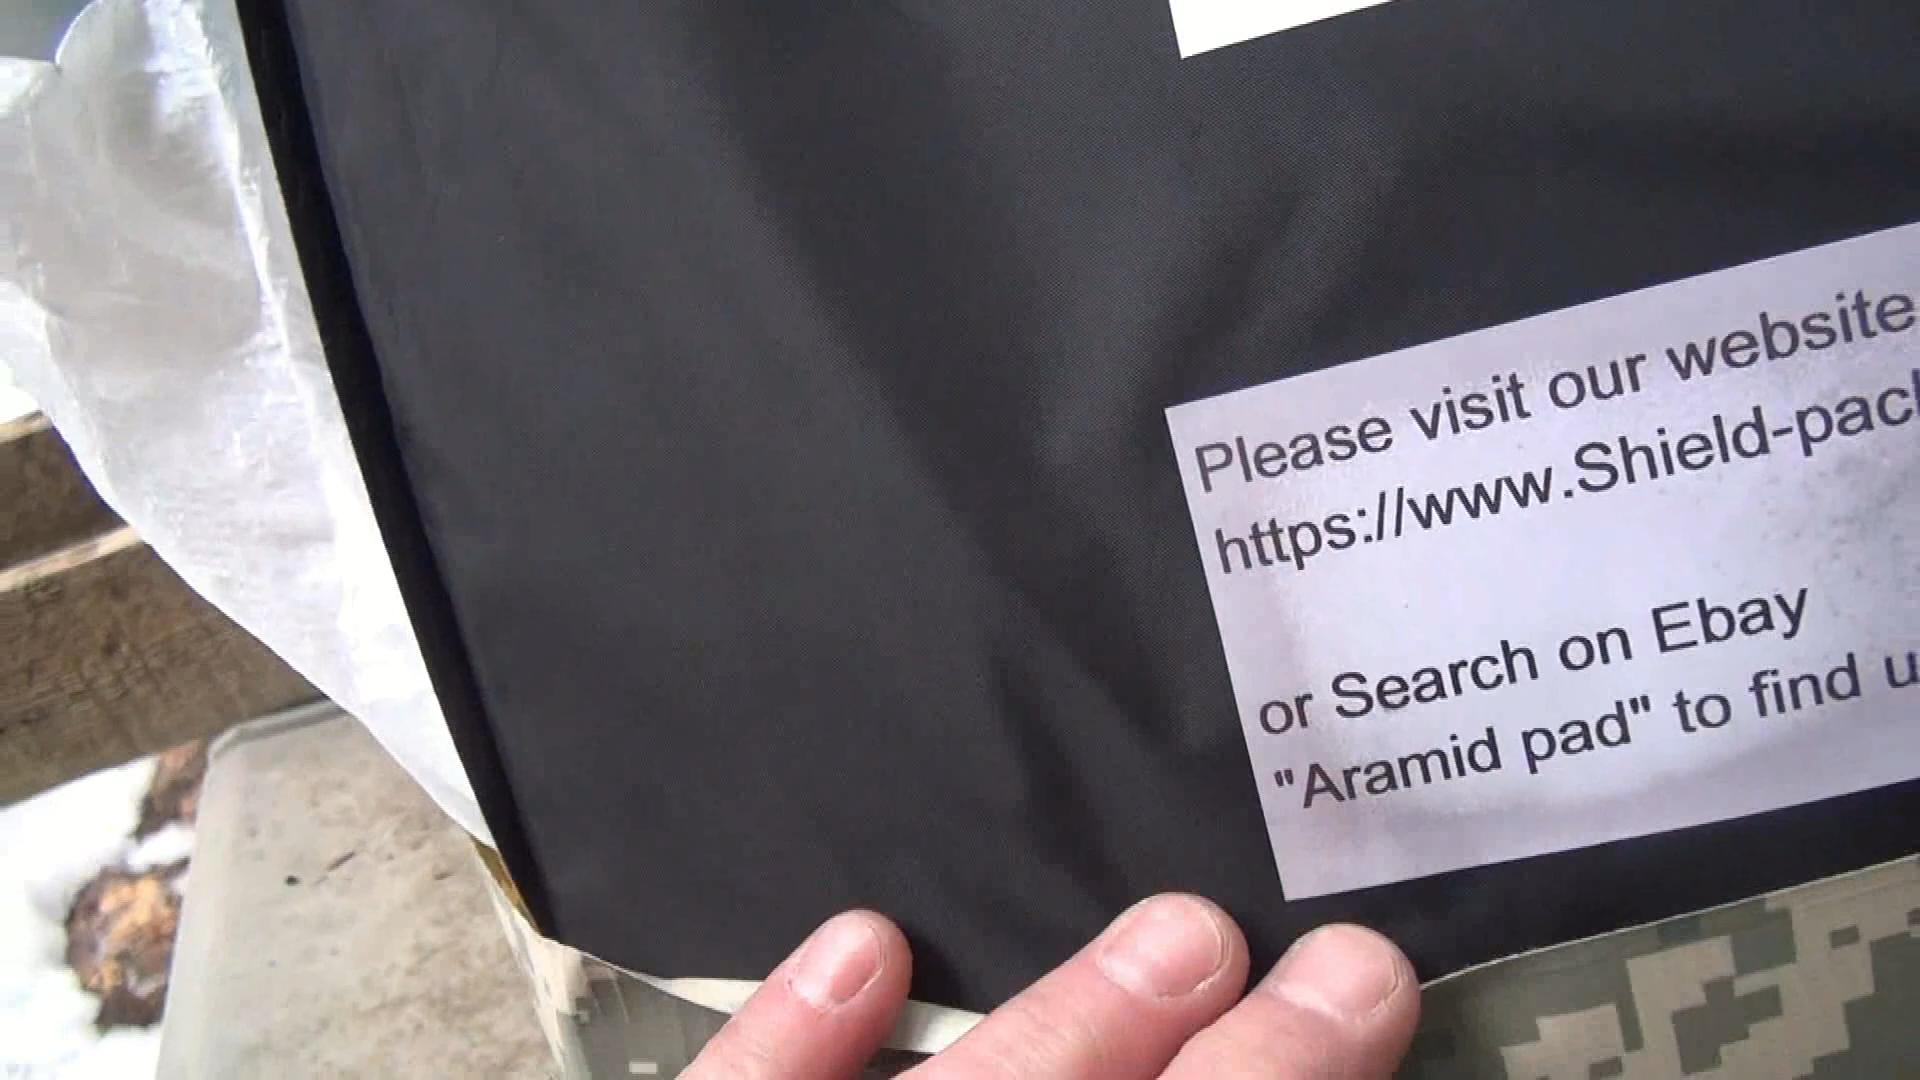 Please visit our website
https://www.Shield-pac
or Search on Ebay
"Aramid pad" to find u